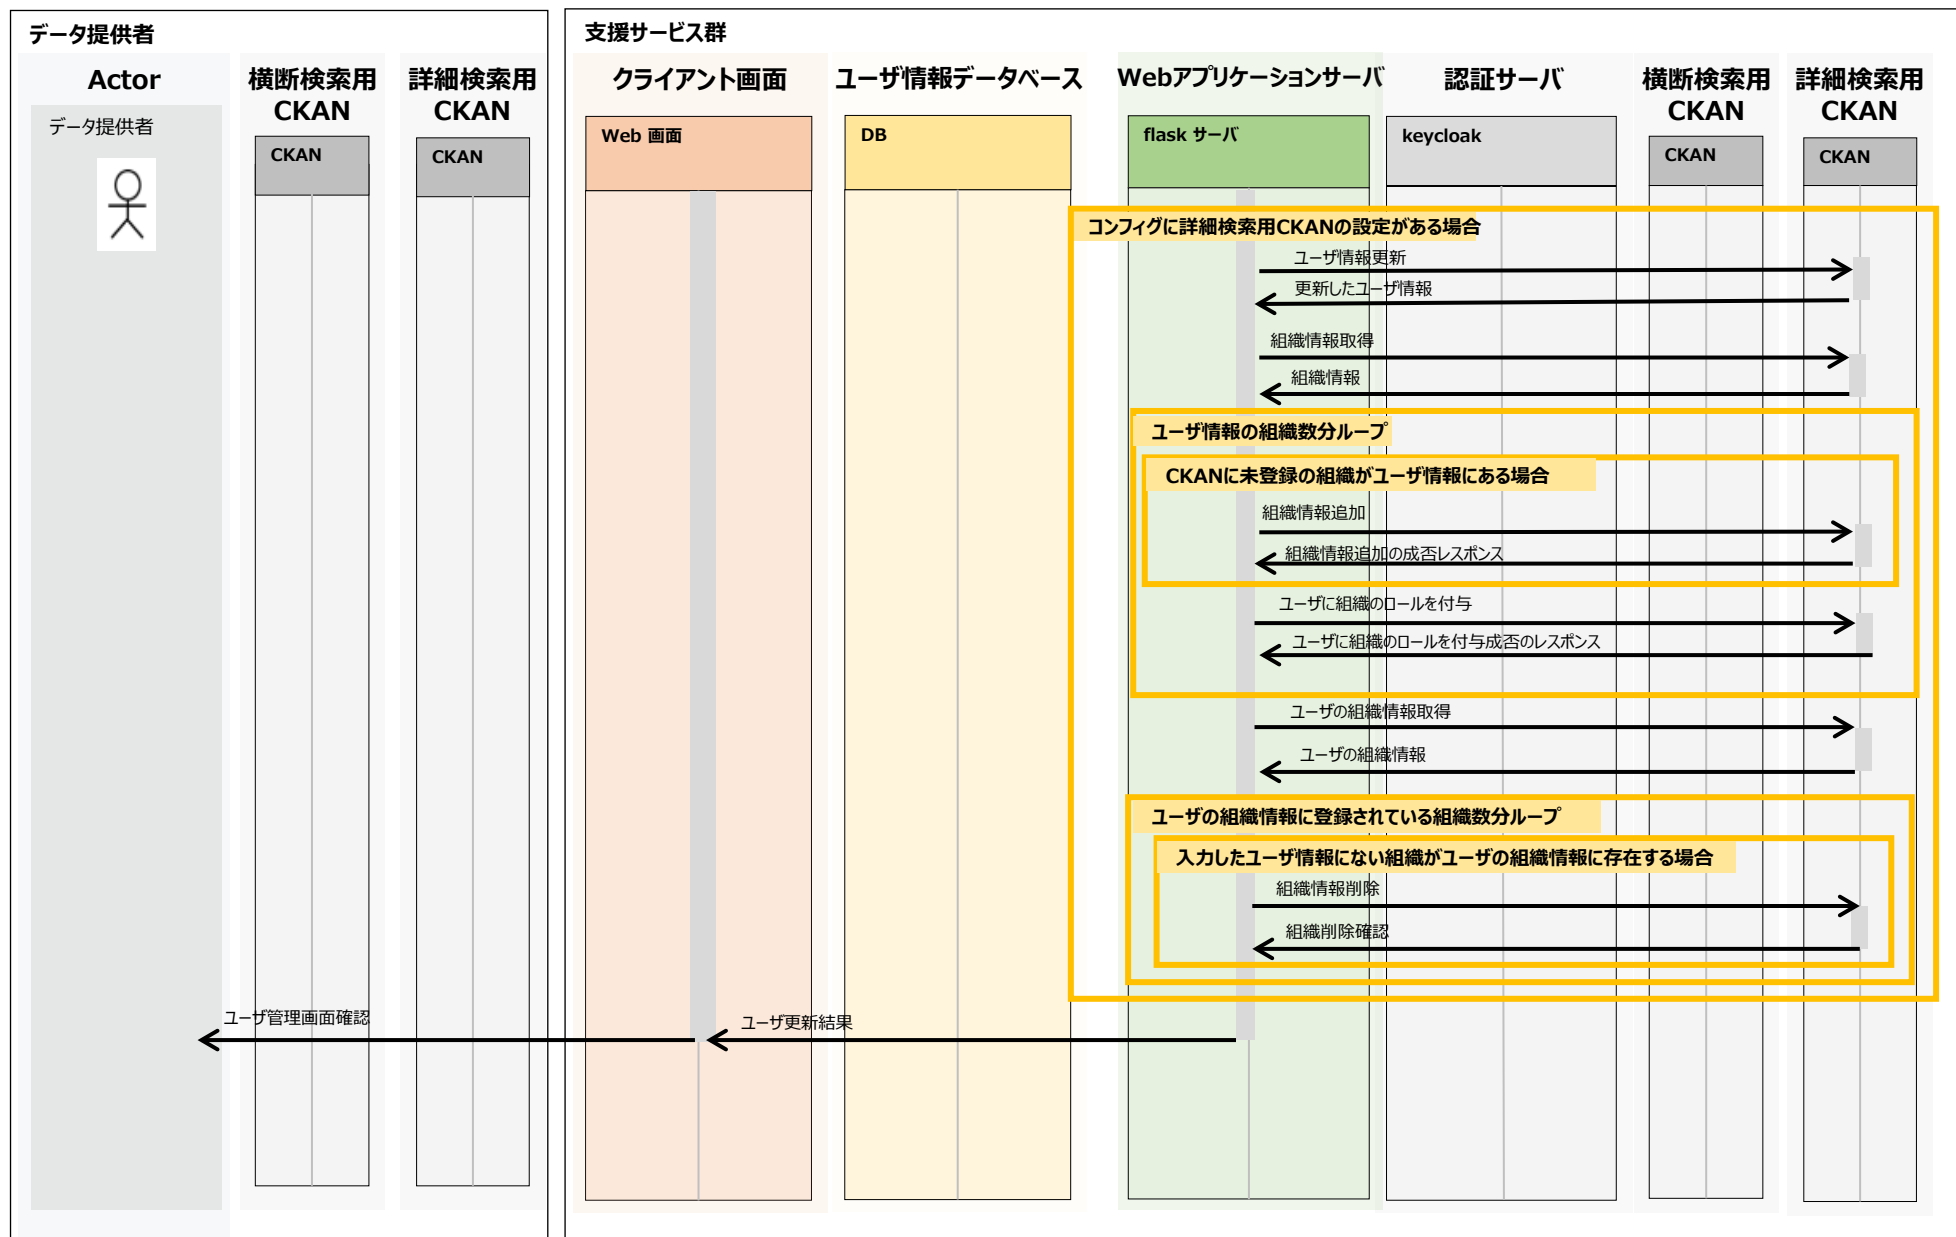 データ提供者
支援サービス群
Actor
横断検索用
CKAN
詳細検索用
CKAN
クライアント画面
ユーザ情報データベース
Webアプリケーションサーバ
認証サーバ
横断検索用
CKAN
詳細検索用
CKAN
データ提供者
CKAN
CKAN
Web 画面
DB
flask サーバ
keycloak
CKAN
CKAN
コンフィグに詳細検索用CKANの設定がある場合
ユーザ情報更新
更新したユーザ情報
組織情報取得
組織情報
ユーザ情報の組織数分ループ
CKANに未登録の組織がユーザ情報にある場合
組織情報追加
組織情報追加の成否レスポンス
ユーザに組織のロールを付与
ユーザに組織のロールを付与成否のレスポンス
ユーザの組織情報取得
ユーザの組織情報
ユーザの組織情報に登録されている組織数分ループ
入力したユーザ情報にない組織がユーザの組織情報に存在する場合
組織情報削除
組織削除確認
ユーザ管理画面確認
ユーザ更新結果